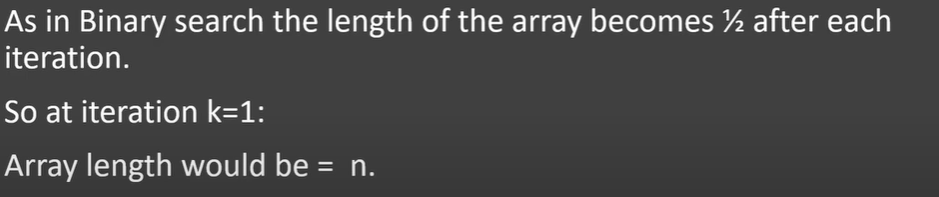 As in Binary search the length of the array becomes ½ after each
iteration.
So at iteration k=1:
Array length would be = n.